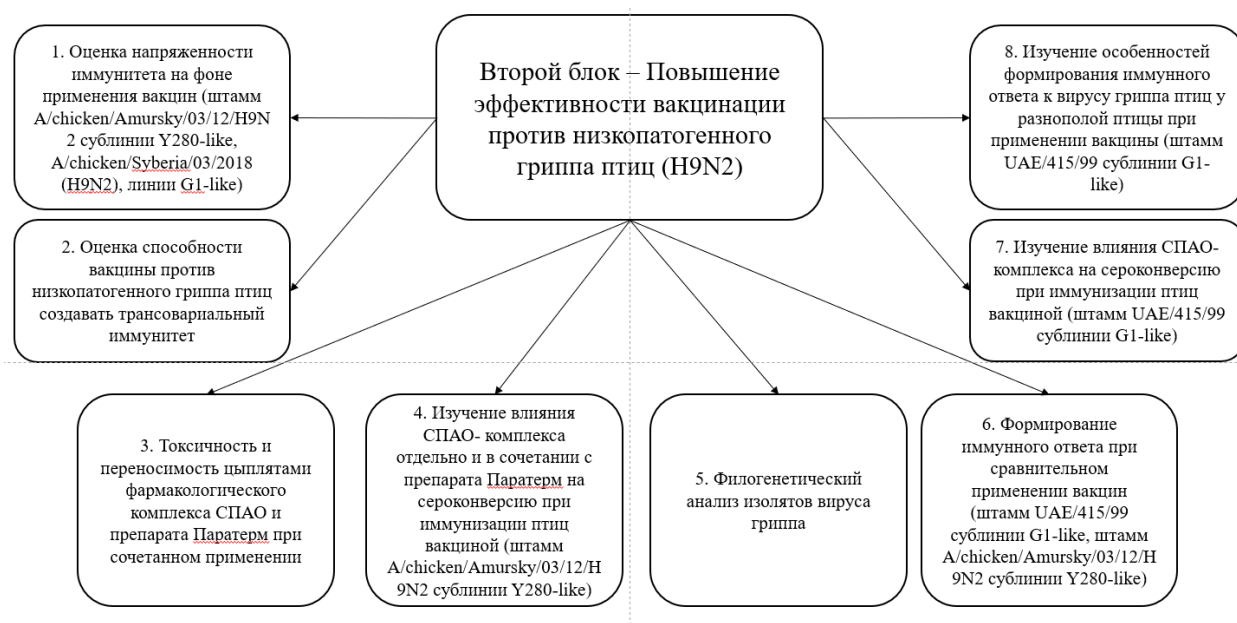 Второй блок – Повышение
эффективности вакцинации
против низкопатогенного
гриппа птиц (H9N2)
1. Оценка напряженности
иммунитета на фоне
применения вакцин (штамм
A/chicken/Amursky/03/12/H9N
2 сублинии Y280-like,
A/chicken/Syberia/03/2018
(H9N2), линии G1-like)
2. Оценка способности
вакцины против
низкопатогенного гриппа птиц
создавать трансовариальный
иммунитет
3. Токсичность и
переносимость цыплятами
фармакологического
комплекса СПАО и
препарата Паратерм при
сочетанном применении
4. Изучение влияния
СПАО- комплекса
отдельно и в сочетании с
препарата Паратерм на
сероконверсию при
иммунизации птиц
вакциной (штамм
A/chicken/Amursky/03/12/H
9N2 сублинии Y280-like)
5. Филогенетический
анализ изолятов вируса
гриппа
6. Формирование
иммунного ответа при
сравнительном
применении вакцин
(штамм UAE/415/99
сублинии G1-like, штамм
A/chicken/Amursky/03/12/H
9N2 сублинии Y280-like)
7. Изучение влияния СПАО-
комплекса на сероконверсию
при иммунизации птиц
вакциной (штамм UAE/415/99
сублинии G1-like)
8. Изучение особенностей
формирования иммунного
ответа к вирусу гриппа птиц у
разнополой птицы при
применении вакцины (штамм
UAE/415/99 сублинии G1-
like)